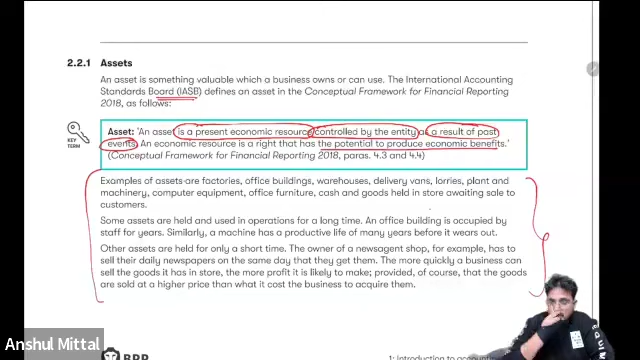 2.2.1 Assets
An asset is something valuable which a business owns or can use. The International Accounting
Standards Board (IASB) defines an asset in the Conceptual Framework for Financial Reporting
2018, as follows:
KEY
TERM
Asset: 'An asset is a present economic resource controlled by the entity as a result of past
events. An economic resource is a right that has the potential to produce economic benefits.'
(Conceptual Framework for Financial Reporting 2018, paras. 4.3 and 4.4)
Examples of assets are factories, office buildings, warehouses, delivery vans, lorries, plant and
machinery, computer equipment, office furniture, cash and goods held in store awaiting sale to
customers.
Some assets are held and used in operations for a long time. An office building is occupied by
staff for years. Similarly, a machine has a productive life of many years before it wears out.
Other assets are held for only a short time. The owner of a newsagent shop, for example, has to
sell their daily newspapers on the same day that they get them. The more quickly a business can
sell the goods it has in store, the more profit it is likely to make; provided, of course, that the goods
are sold at a higher price than what it cost the business to acquire them.
Anshul Mittal
BPP
1: Introduction to accounti